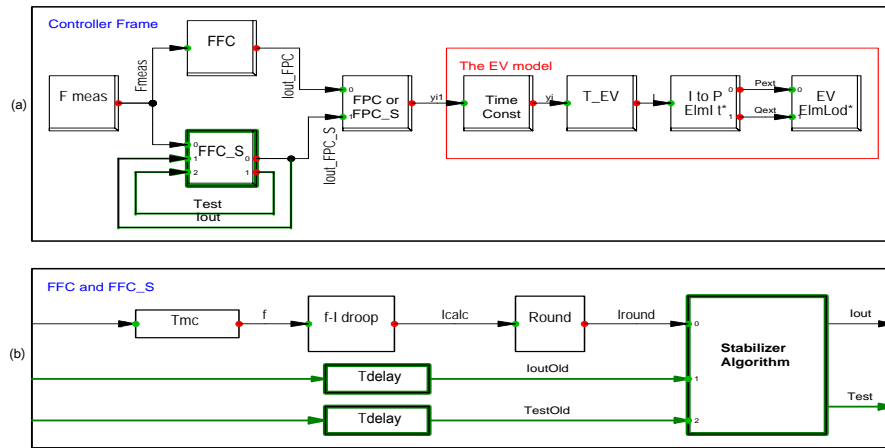 Controller Frame
(a)
F meas
Fmeas
FFC
Iout_FPC
0
1
2
FFC_S
0
1
Test
Iout
Iout_FPC_S
0
1
FPC or
FPC_S
yi1
The EV model
Time
Const
yi
T_EV
I
I to P
ElmI t*
0
1
Pext
Qext
0
1
EV
ElmLod*
(b)
FFC and FFC_S
Tmc
f
f-I droop
Icalc
Round
Iround
0
1
2
Stabilizer
Algorithm
Iout
Test
Tdelay
IoutOld
Tdelay
TestOld